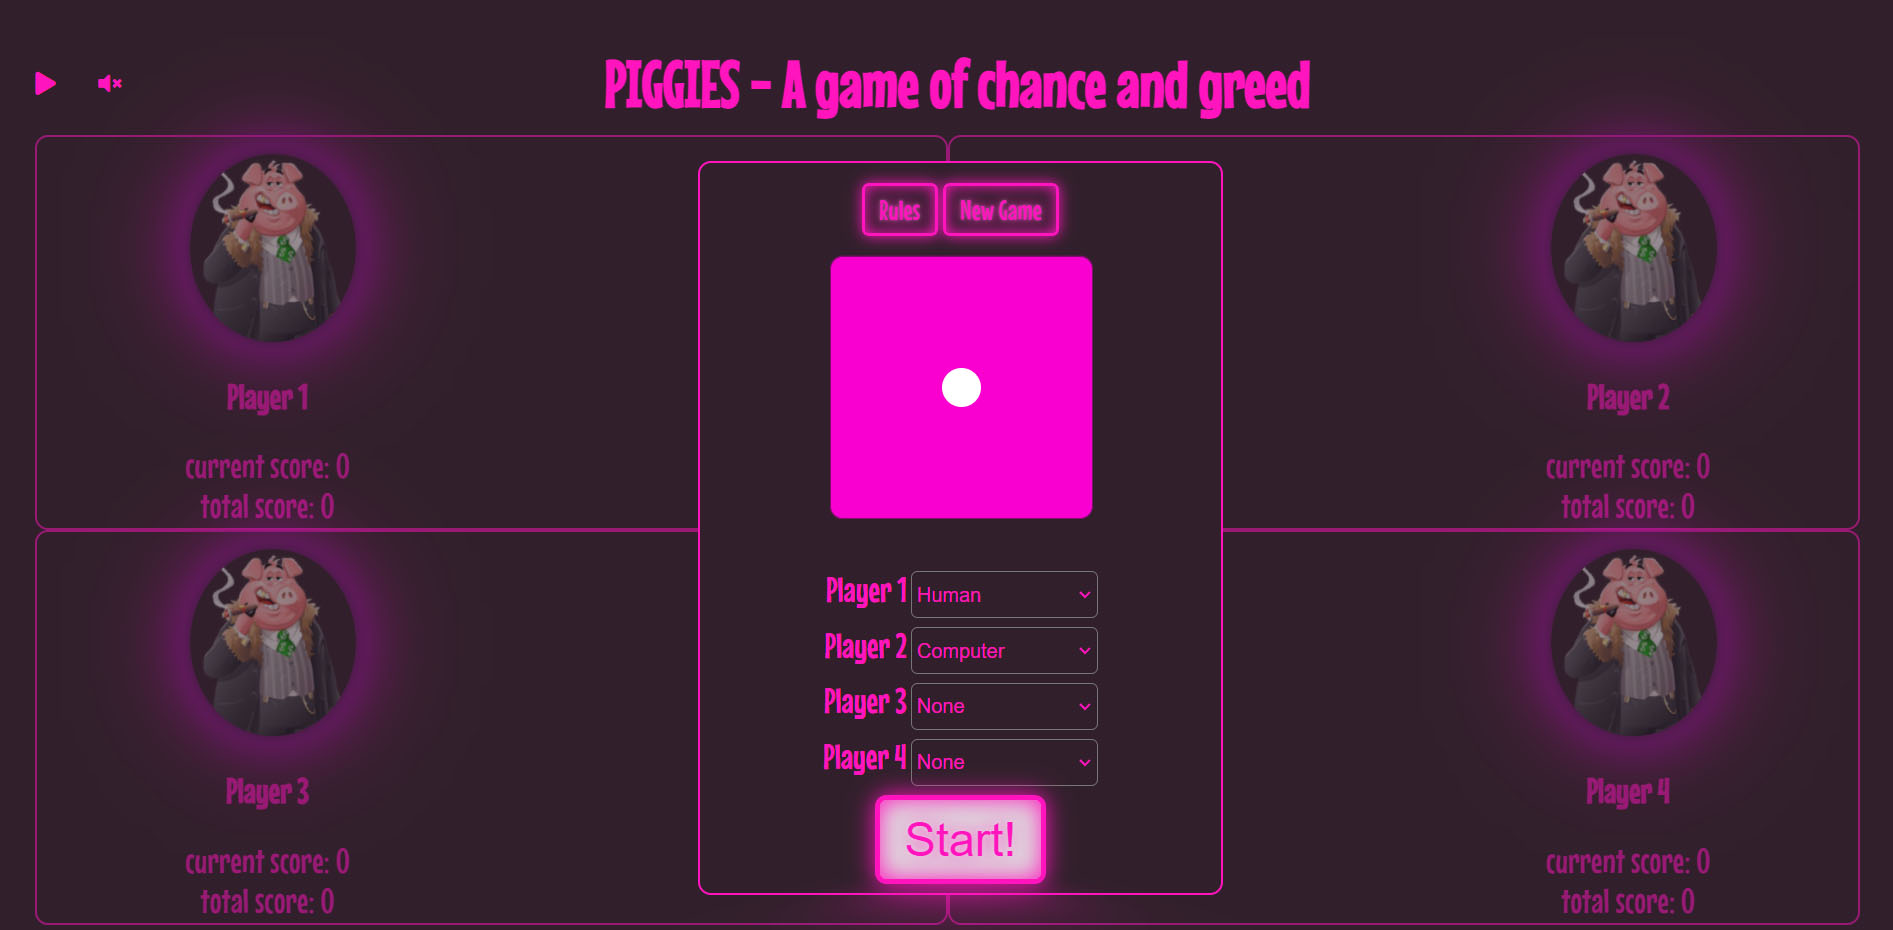 PIGGIES - A game of chance and greed
Rules
New Game
Player 1
current score: 0
total score: 0
Player 2
current score: 0
total score: 0
Player 1 Human
Player 2 Computer
Player 3 None
Player 4 None
Start!
Player 3
current score: 0
total score: 0
Player 4
current score: 0
total score: 0